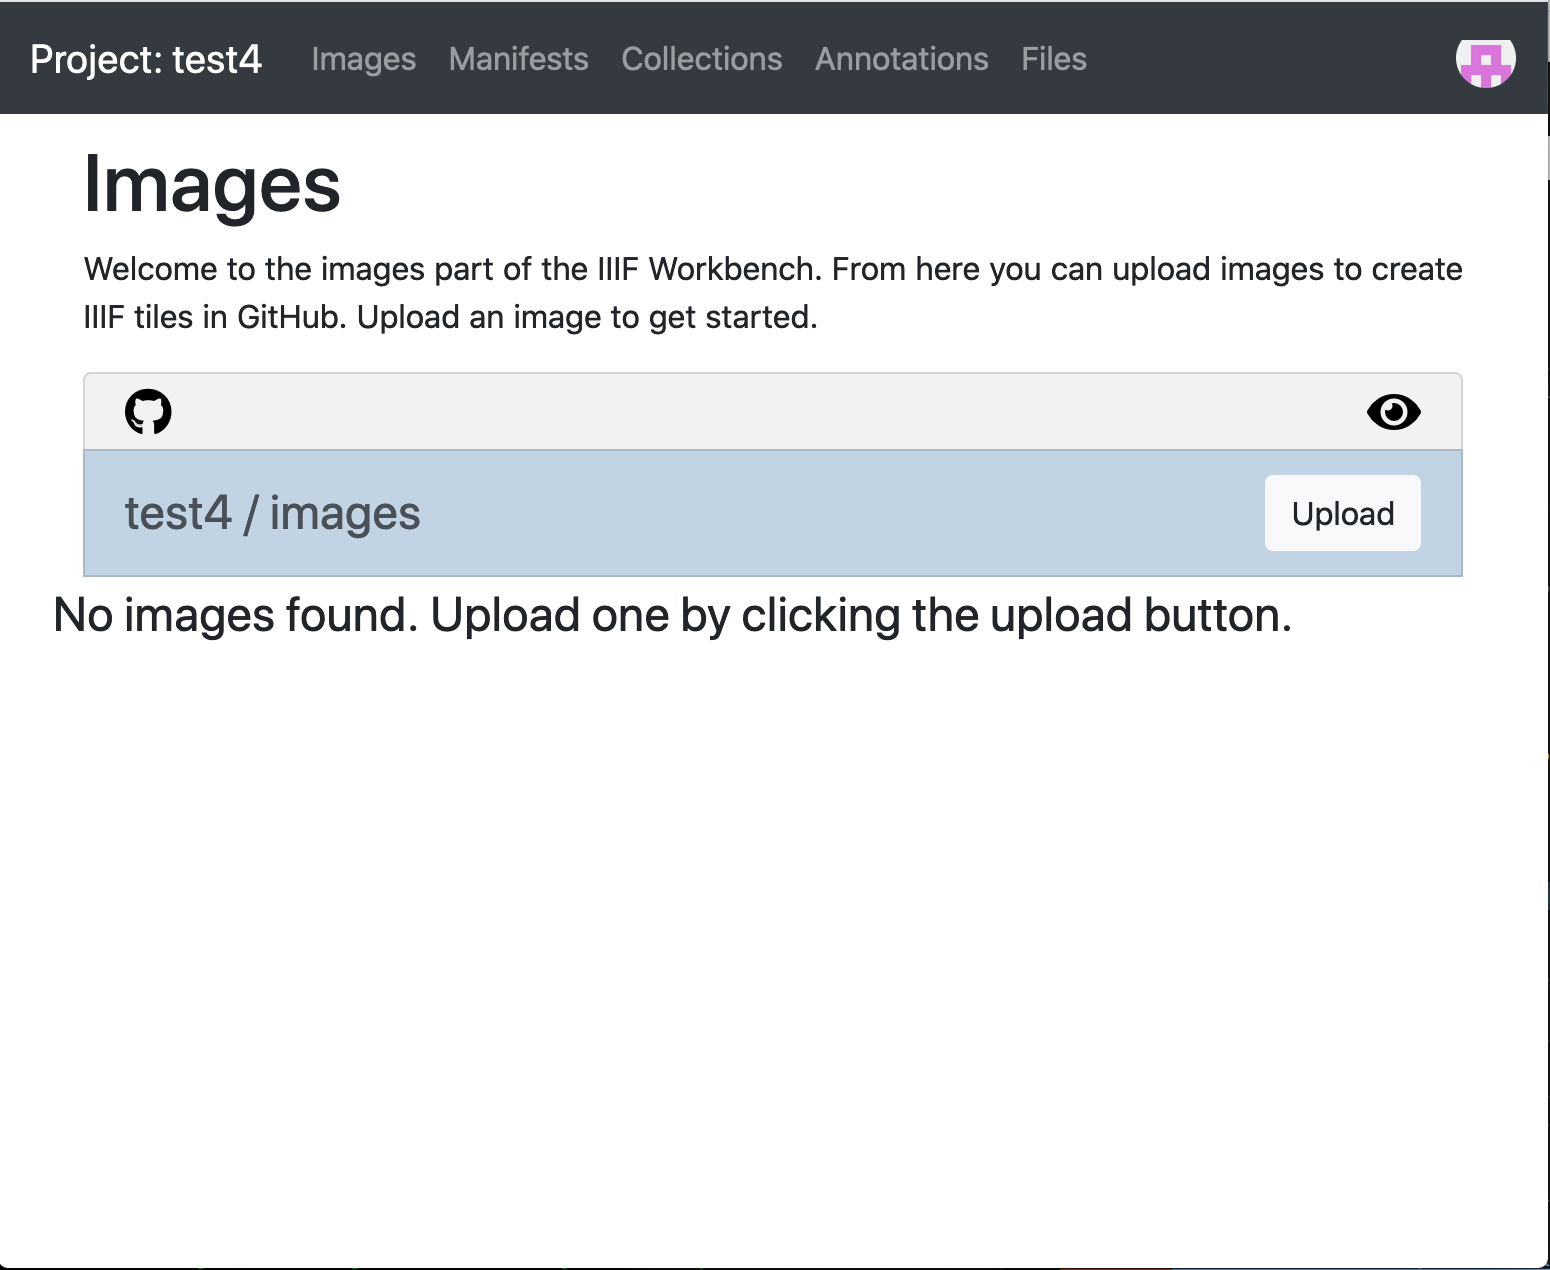 Project: test4 Images Manifests Collections Annotations Files
Images
Welcome to the images part of the IIIF Workbench. From here you can upload images to create
IIIF tiles in GitHub. Upload an image to get started.
test4 / images Upload
No images found. Upload one by clicking the upload button.